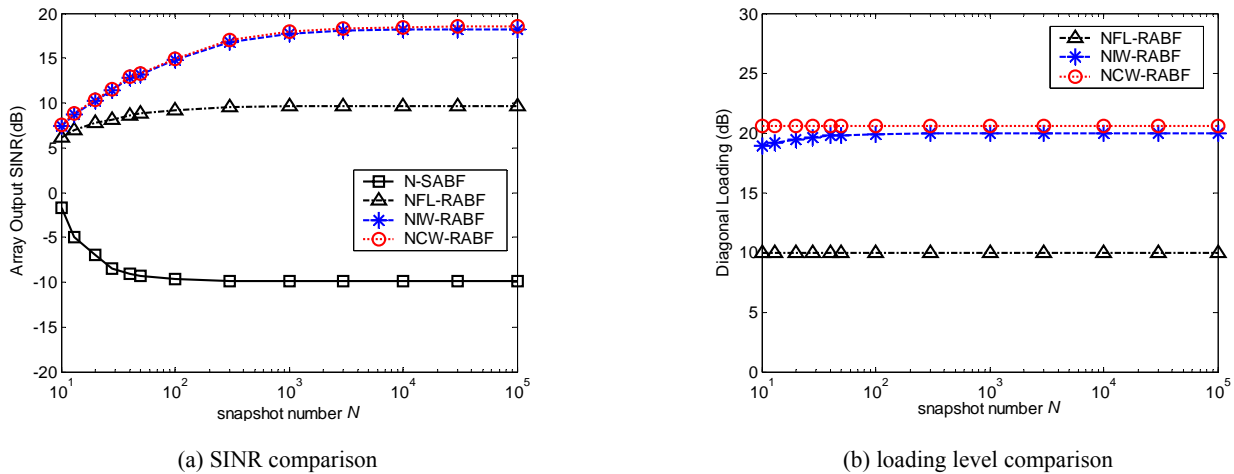 20
15
10
5
0
-5
-10
-15
-20
Array Output SINR(dB)
N-SABF
NFL-RABF
NIW-RABF
NCW-RABF
10^1
10^2
10^3
10^4
10^5
snapshot number N
(a) SINR comparison
30
25
20
15
10
5
0
Diagonal Loading (dB)
NFL-RABF
NIW-RABF
NCW-RABF
10^1
10^2
10^3
10^4
10^5
snapshot number N
(b) loading level comparison